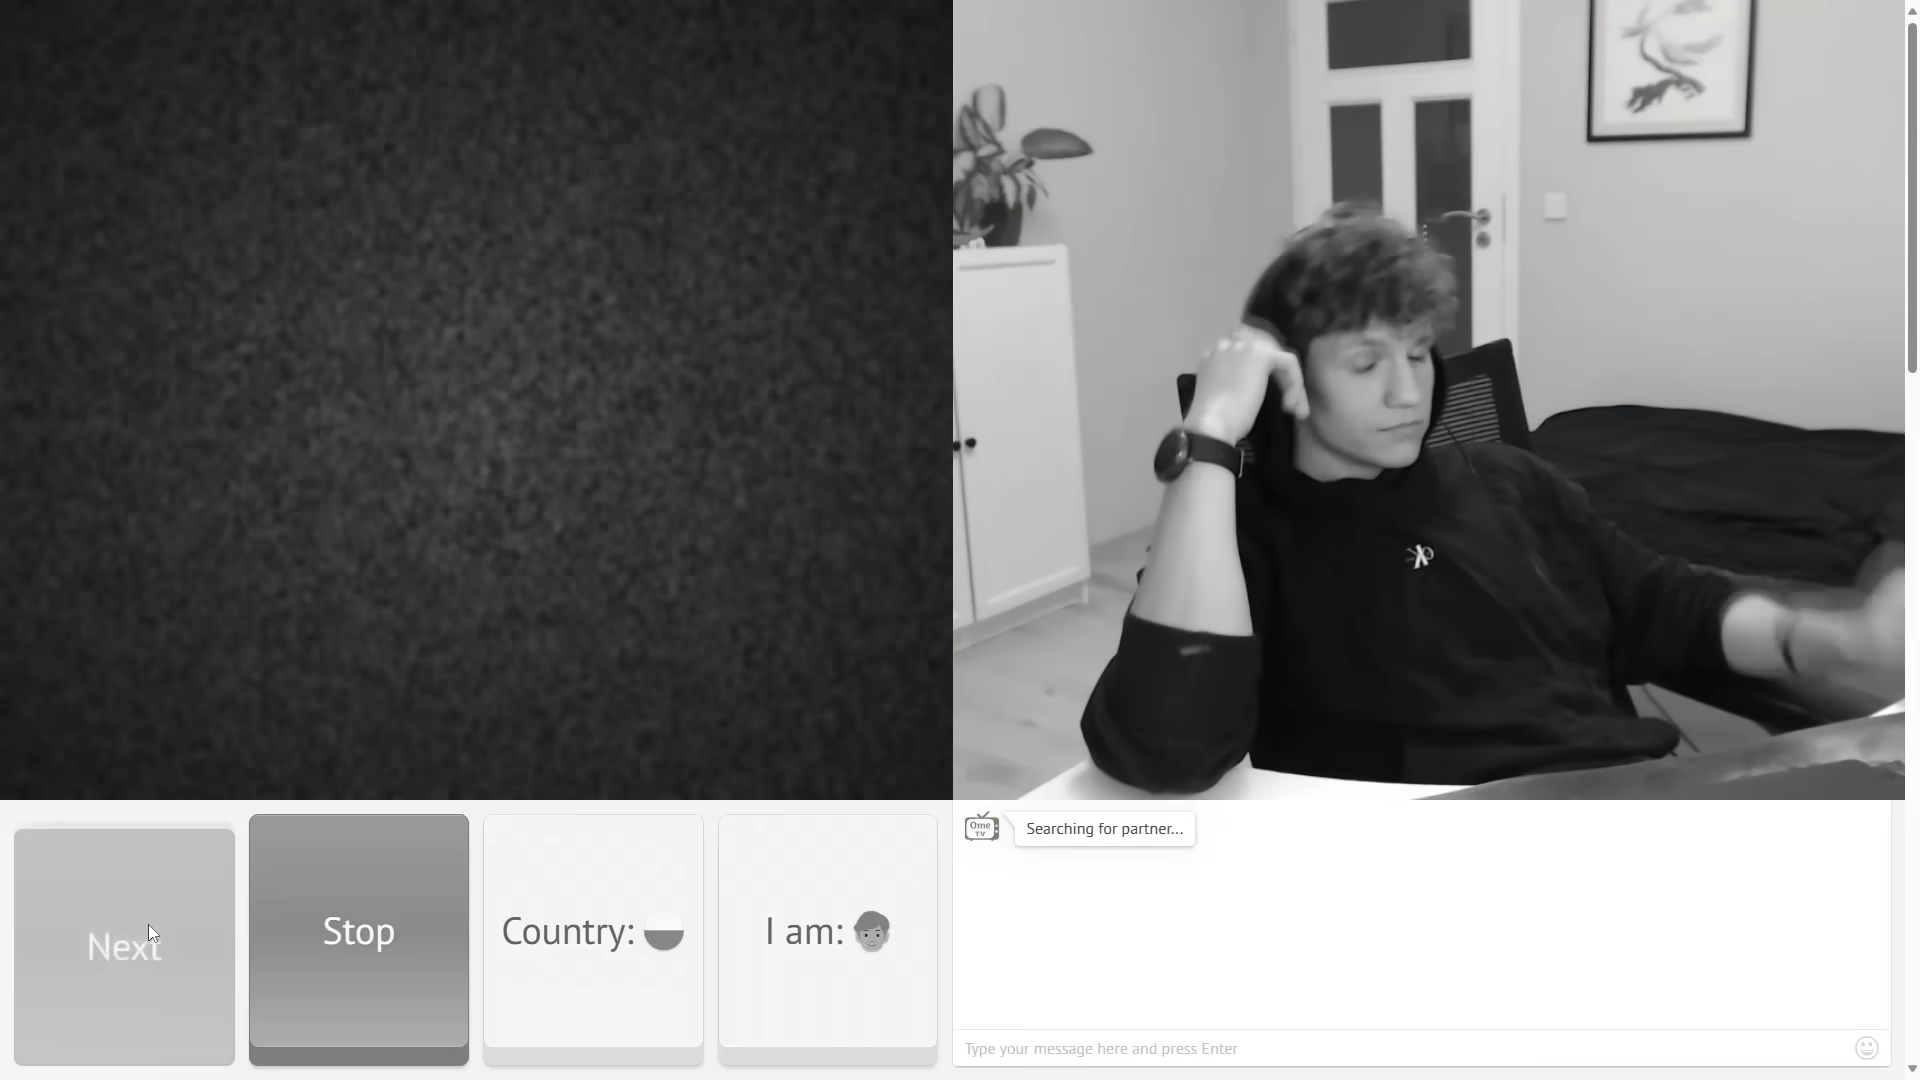 Ome
TV
Searching for partner...
Next
Stop
Country:
I am:
Type your message here and press Enter